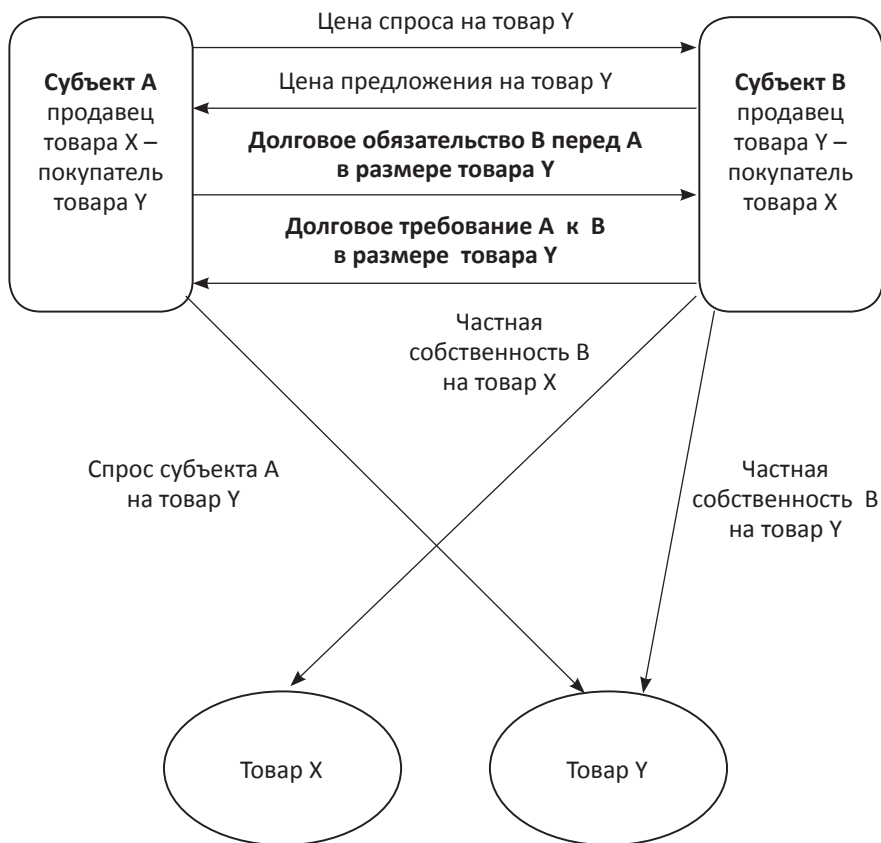 Цена спроса на товар Y
Субъект A
продавец
товара X –
покупатель
товара Y
Цена предложения на товар Y
Долговое обязательство B перед A
в размере товара Y
Долговое требование A к B
в размере товара Y
Субъект B
продавец
товара Y –
покупатель
товара X
Частная
собственность B
на товар X
Спрос субъекта A
на товар Y
Частная
собственность B
на товар Y
Товар X
Товар Y